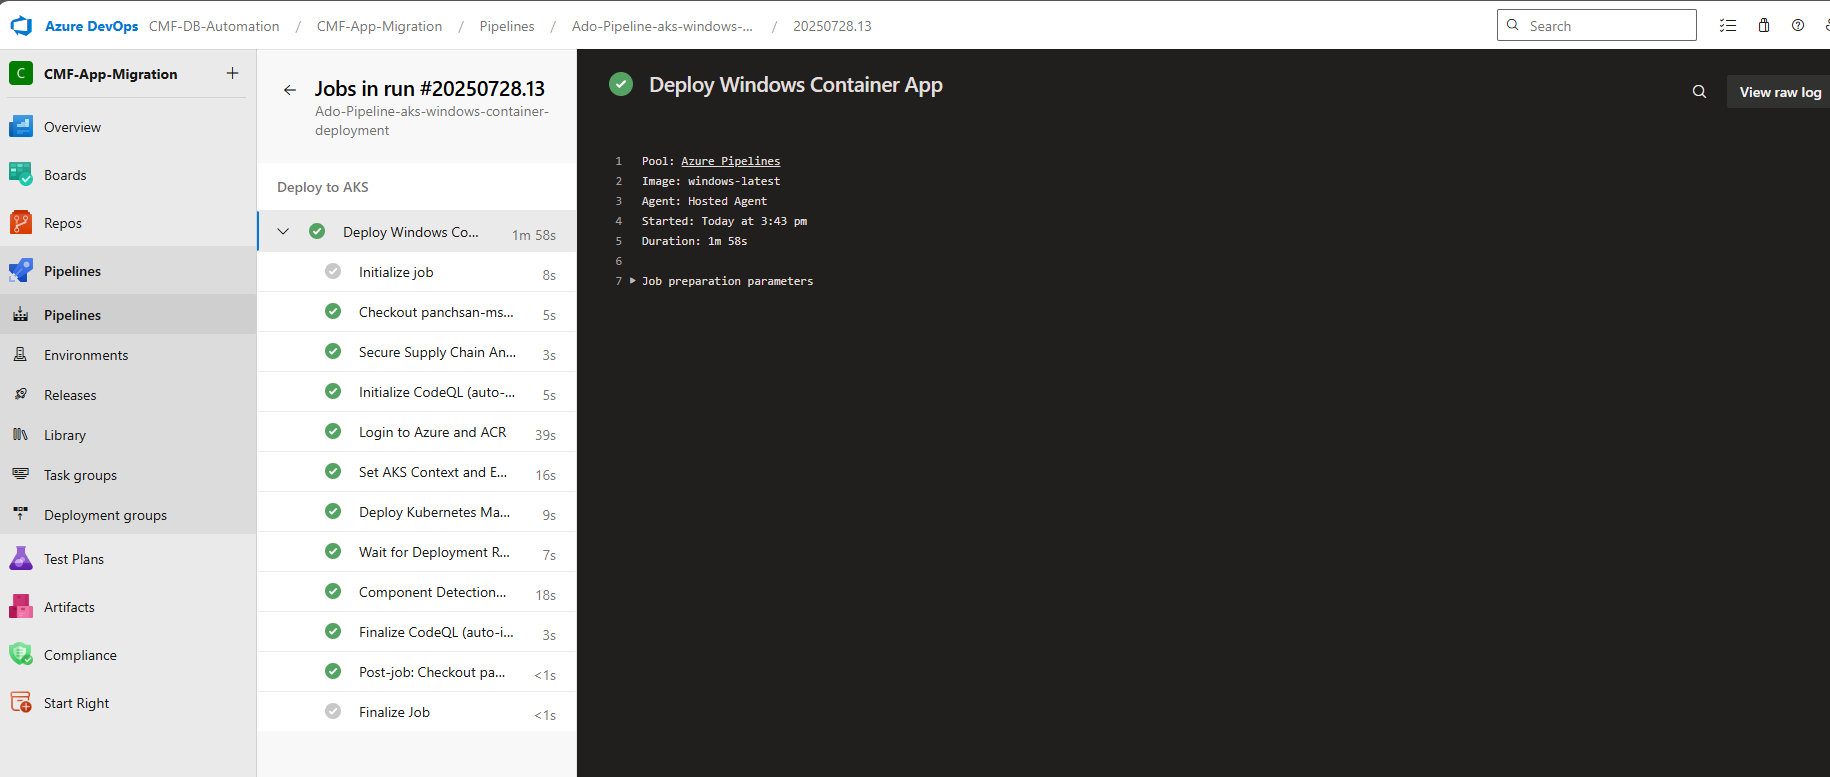 Azure DevOps CMF-DB-Automation / CMF-App-Migration / Pipelines / Ado-Pipeline-aks-windows-... / 20250728.13
Search
C CMF-App-Migration +
Overview
Boards
Repos
Pipelines
Pipelines
Environments
Releases
Library
Task groups
Deployment groups
Test Plans
Artifacts
Compliance
Start Right
Jobs in run #20250728.13
Ado-Pipeline-aks-windows-container-
deployment
Deploy to AKS
Deploy Windows Co... 1m 58s
Initialize job 8s
Checkout panchsan-ms... 5s
Secure Supply Chain An... 3s
Initialize CodeQL (auto-... 5s
Login to Azure and ACR 39s
Set AKS Context and E... 16s
Deploy Kubernetes Ma... 9s
Wait for Deployment R... 7s
Component Detection... 18s
Finalize CodeQL (auto-i... 3s
Post-job: Checkout pa... <1s
Finalize Job <1s
Deploy Windows Container App
View raw log
1 Pool: Azure Pipelines
2 Image: windows-latest
3 Agent: Hosted Agent
4 Started: Today at 3:43 pm
5 Duration: 1m 58s
6
7 Job preparation parameters